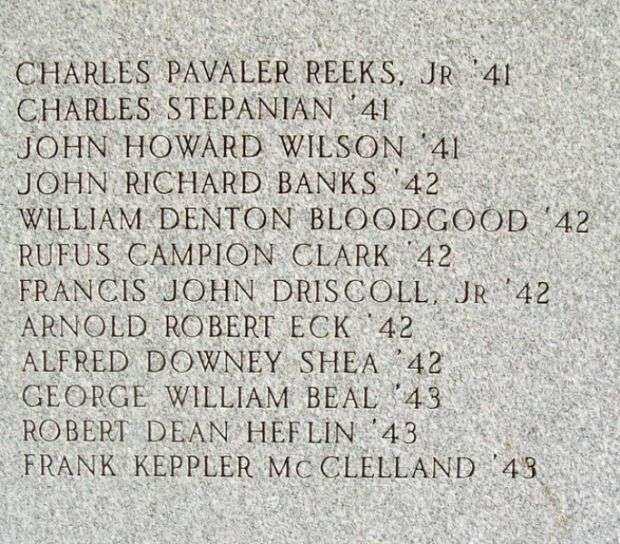 CHARLES PAVALER REEKS, JR '41
CHARLES STEPANIAN '41
JOHN HOWARD WILSON '41
JOHN RICHARD BANKS '42
WILLIAM DENTON BLOODGOOD '42
RUFUS CAMPION CLARK '42
FRANCIS JOHN DRISCOLL, JR '42
ARNOLD ROBERT ECK '42
ALFRED DOWNEY SHEA '42
GEORGE WILLIAM BEAL '43
ROBERT DEAN HEFLIN '43
FRANK KEPPLER MCCLELLAND '43